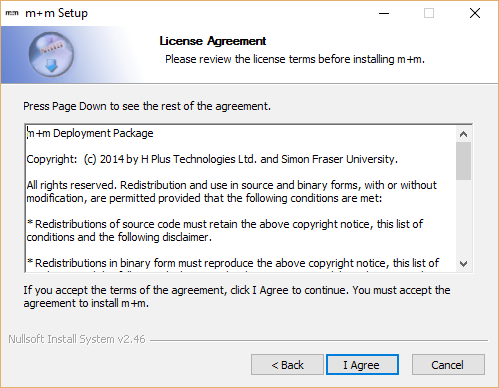 m+m m+m Setup
License Agreement
Please review the license terms before installing m+m.
Press Page Down to see the rest of the agreement.
m+m Deployment Package
Copyright: (c) 2014 by H Plus Technologies Ltd. and Simon Fraser University.
All rights reserved. Redistribution and use in source and binary forms, with or without
modification, are permitted provided that the following conditions are met:
* Redistributions of source code must retain the above copyright notice, this list of
conditions and the following disclaimer.
* Redistributions in binary form must reproduce the above copyright notice, this list of
If you accept the terms of the agreement, click I Agree to continue. You must accept the
agreement to install m+m.
Nullsoft Install System v2.46
< Back
I Agree
Cancel